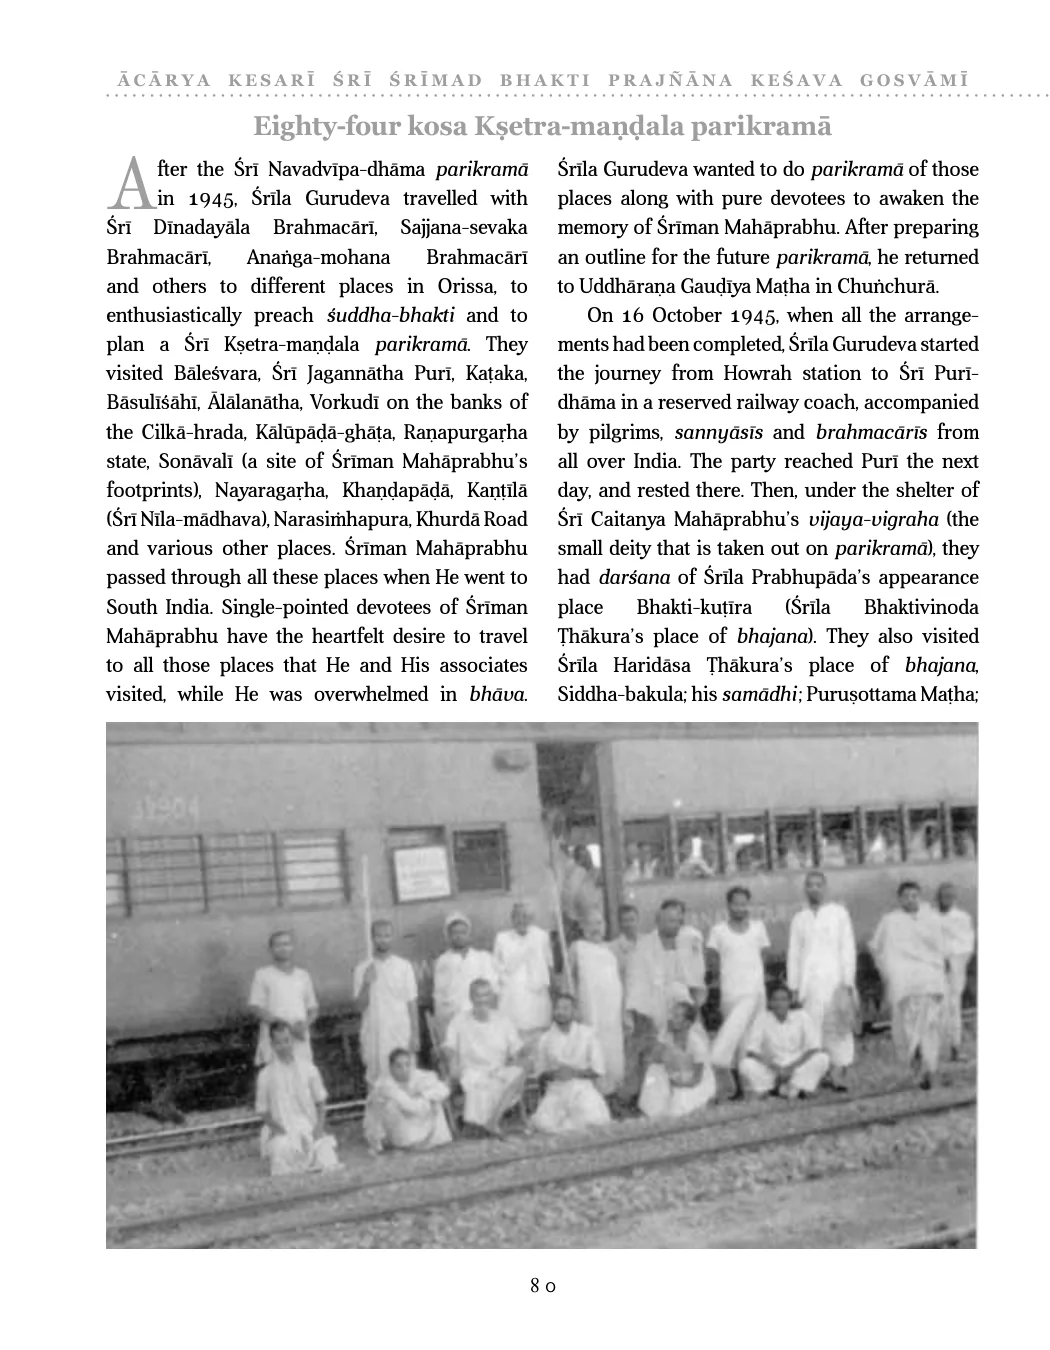 ĀCĀRYA KESARĪ ŚRĪ ŚRĪMAD BHAKTI PRAJÑĀNA KEŚAVA GOSVĀMĪ
Eighty-four kosa Kṣetra-maṇḍala parikramā
After the Śrī Navadvīpa-dhāma parikramā
in 1945, Śrīla Gurudeva travelled with
Śrī Dīnadayāla Brahmacārī, Sajjana-sevaka
Brahmacārī, Anaṅga-mohana Brahmacārī
and others to different places in Orissa, to
enthusiastically preach śuddha-bhakti and to
plan a Śrī Kṣetra-maṇḍala parikramā. They
visited Bāleśvara, Śrī Jagannātha Purī, Kaṭaka,
Bāsulīśāhī, Ālālanātha, Vorkudī on the banks of
the Cilkā-hrada, Kālūpāḍā-ghāṭa, Raṇapurgaṛha
state, Sonāvalī (a site of Śrīman Mahāprabhu’s
footprints), Nayaragaṛha, Khaṇḍapāḍā, Kaṇṭīlā
(Śrī Nīla-mādhava), Narasiṁhapura, Khurdā Road
and various other places. Śrīman Mahāprabhu
passed through all these places when He went to
South India. Single-pointed devotees of Śrīman
Mahāprabhu have the heartfelt desire to travel
to all those places that He and His associates
visited, while He was overwhelmed in bhāva.
Śrīla Gurudeva wanted to do parikramā of those
places along with pure devotees to awaken the
memory of Śrīman Mahāprabhu. After preparing
an outline for the future parikramā, he returned
to Uddhāraṇa Gauḍīya Maṭha in Chuṅchurā.
On 16 October 1945, when all the arrange-
ments had been completed, Śrīla Gurudeva started
the journey from Howrah station to Śrī Purī-
dhāma in a reserved railway coach, accompanied
by pilgrims, sannyāsīs and brahmacārīs from
all over India. The party reached Purī the next
day, and rested there. Then, under the shelter of
Śrī Caitanya Mahāprabhu’s vijaya-vigraha (the
small deity that is taken out on parikramā), they
had darśana of Śrīla Prabhupāda’s appearance
place Bhakti-kuṭīra (Śrīla Bhaktivinoda
Ṭhākura’s place of bhajana). They also visited
Śrīla Haridāsa Ṭhākura’s place of bhajana,
Siddha-bakula; his samādhi; Puruṣottama Maṭha;
80